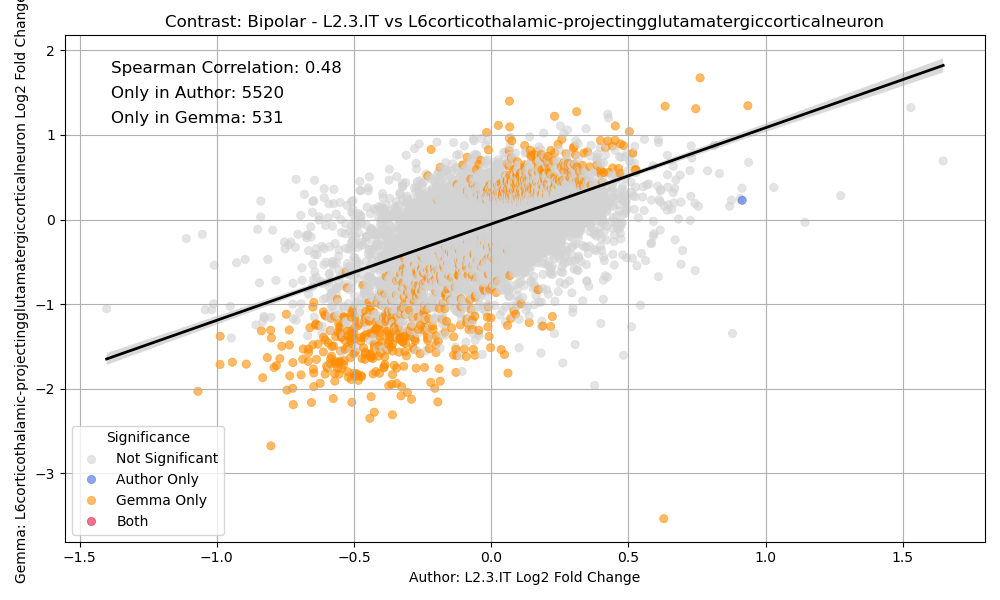 Contrast: Bipolar - L2.3.IT vs L6corticothalamic-projectingglutamatergiccorticalneuron
Gemma: L6corticothalamic-projectingglutamatergiccorticalneuron Log2 Fold Change
2
1
0
−1
−2
−3
Spearman Correlation: 0.48
Only in Author: 5520
Only in Gemma: 531
Significance
Not Significant
Author Only
Gemma Only
Both
−1.5 −1.0 −0.5 0.0 0.5 1.0 1.5
Author: L2.3.IT Log2 Fold Change